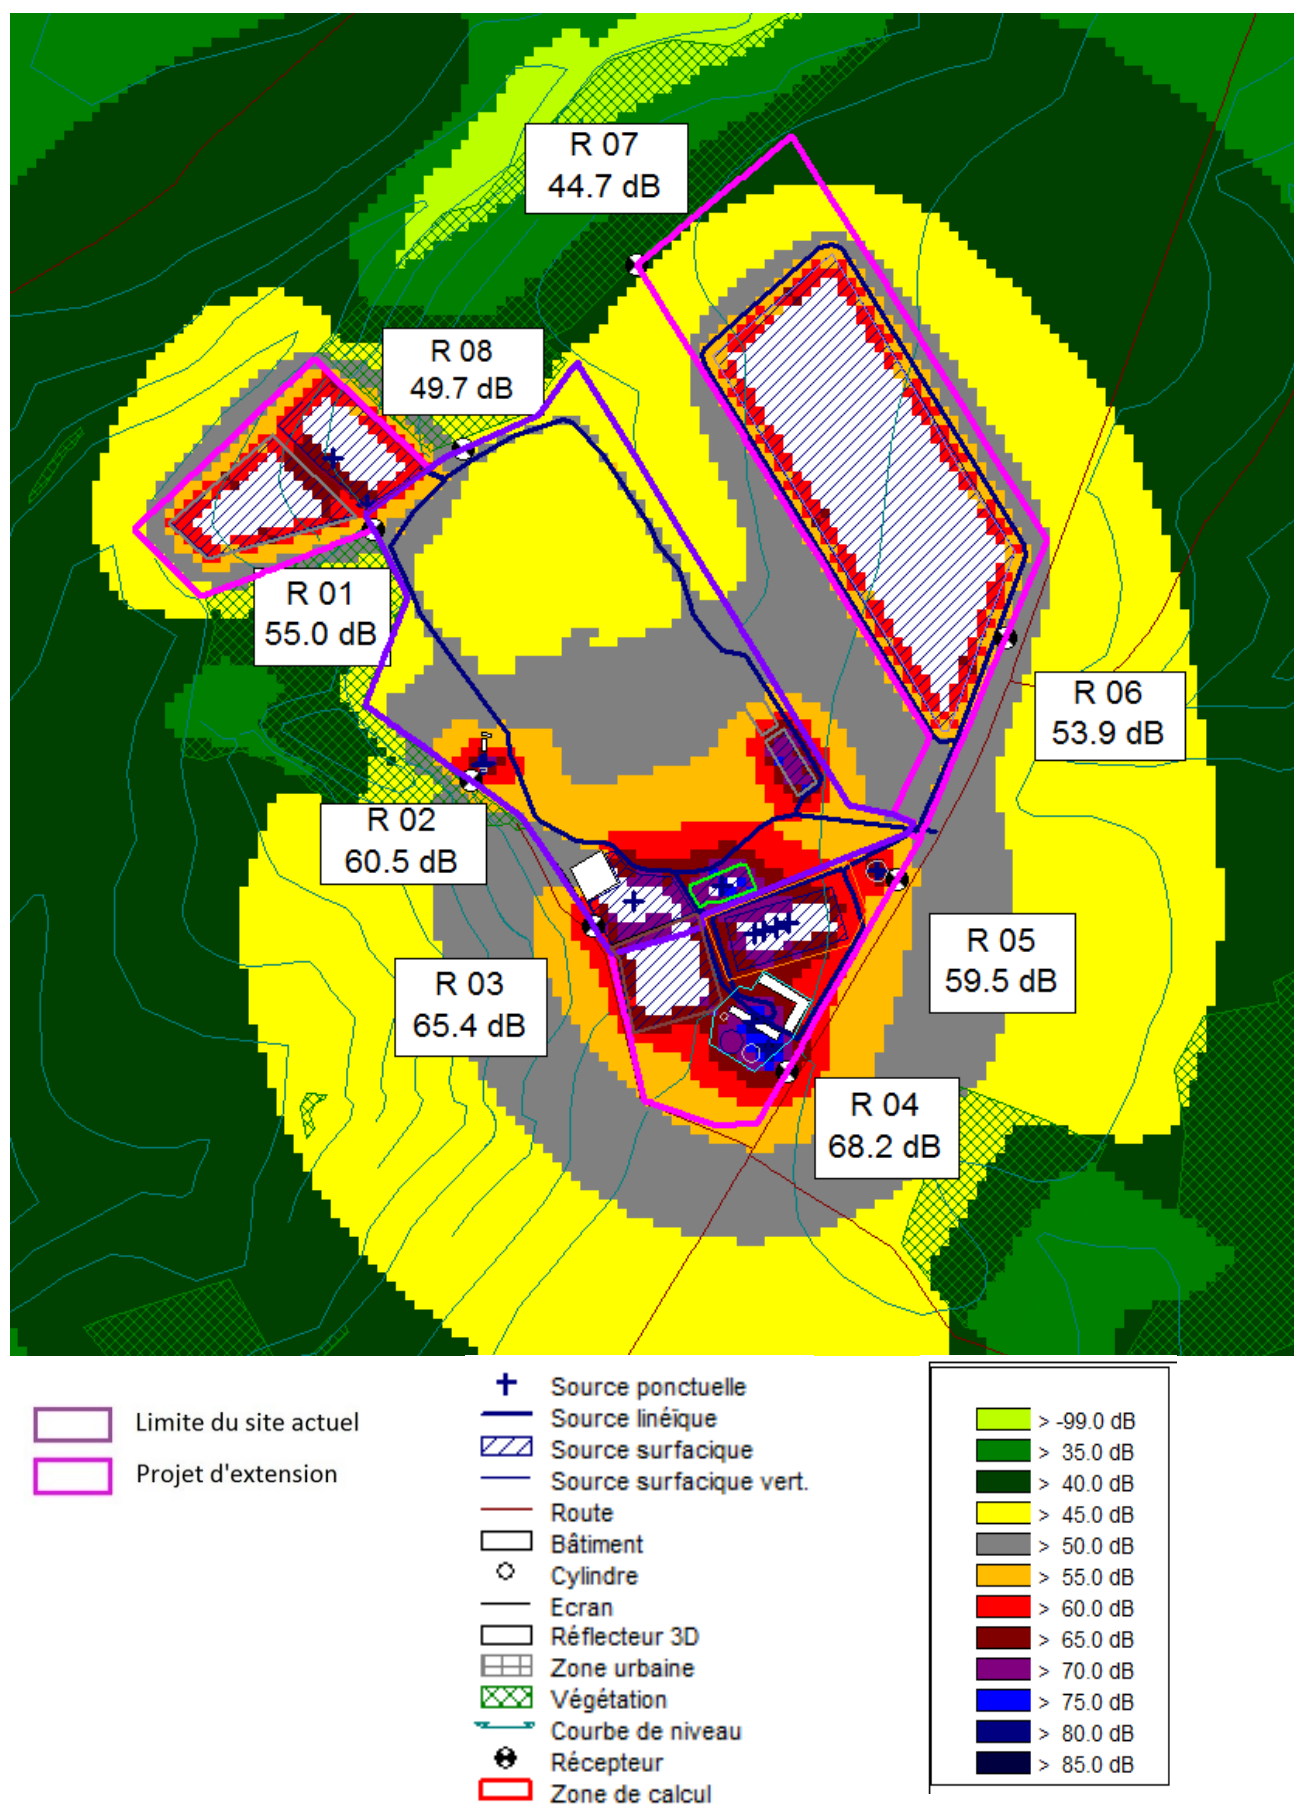 R 07
44.7 dB
R 08
49.7 dB
R 01
55.0 dB
R 06
53.9 dB
R 02
60.5 dB
R 05
59.5 dB
R 03
65.4 dB
R 04
68.2 dB
Limite du site actuel
Projet d'extension
Source ponctuelle
Source linéïque
Source surfacique
Source surfacique vert.
Route
Bâtiment
Cylindre
Ecran
Réflecteur 3D
Zone urbaine
Végétation
Courbe de niveau
Récepteur
Zone de calcul
> -99.0 dB
> 35.0 dB
> 40.0 dB
> 45.0 dB
> 50.0 dB
> 55.0 dB
> 60.0 dB
> 65.0 dB
> 70.0 dB
> 75.0 dB
> 80.0 dB
> 85.0 dB